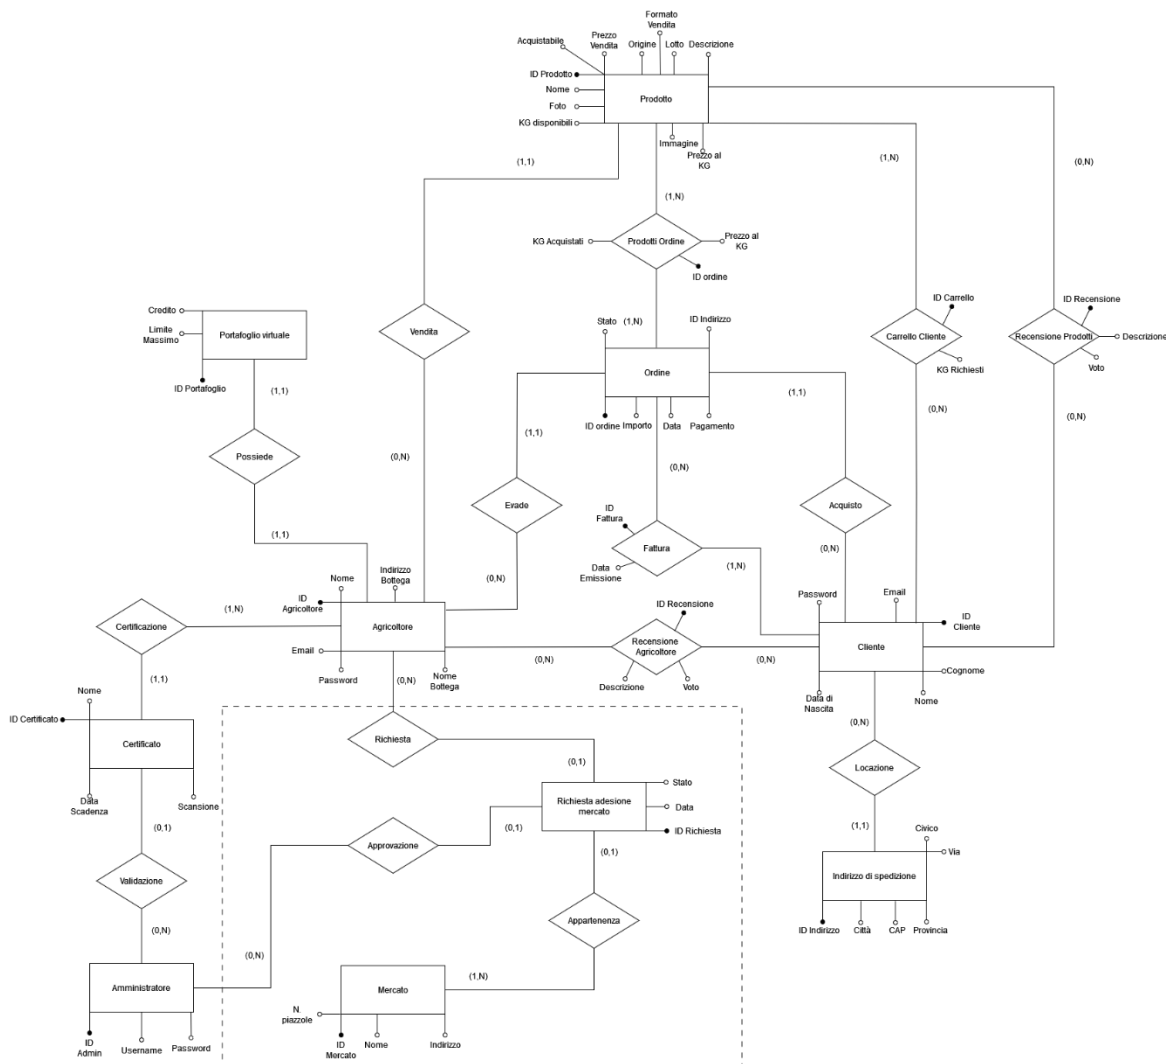 Formato
Vendita
Prezzo
Vendita
Acquistabile
Origine
Lotto
Descrizione
ID Prodotto
Nome
Prodotto
Foto
KG disponibili
Immagine
Prezzo al
KG
(1,1)
(1,N)
(0,N)
(1,N)
KG Acquistati
Prodotti Ordine
Prezzo al
KG
ID ordine
Credito
Limite
Massimo
Portafoglio virtuale
ID Portafoglio
Vendita
ID Carrello
Carrello Cliente
KG Richiesti
ID Recensione
Recensione Prodotti
Descrizione
Voto
Stato
(1,N)
ID Indirizzo
Ordine
ID ordine
Importo
Data
Pagamento
(1,1)
(1,1)
(1,1)
(0,N)
(0,N)
Possiede
(0,N)
(0,N)
Evade
Acquisto
(1,1)
ID
Fattura
Fattura
Data
Emissione
(0,N)
(1,N)
(0,N)
Nome
Indirizzo
Bottega
ID
Agricoltore
Agricoltore
Email
Password
Nome
Bottega
Certificazione
(1,N)
(1,1)
ID Recensione
Recensione
Agricoltore
(0,N)
(0,N)
Descrizione
Voto
Password
Email
ID
Cliente
Cliente
Cognome
Data di
Nascita
Nome
(0,N)
Nome
ID Certificato
Certificato
Data
Scadenza
Scansione
(0,N)
Richiesta
(0,1)
Locazione
Stato
Richiesta adesione
mercato
Data
ID Richiesta
(0,1)
Approvazione
(0,1)
(0,1)
(1,1)
Civico
Via
Indirizzo di spedizione
ID Indirizzo
Città
CAP
Provincia
Validazione
(0,N)
Appartenenza
(0,N)
(1,N)
Amministratore
ID
Admin
Username
Password
N.
piazzole
Mercato
ID
Mercato
Nome
Indirizzo